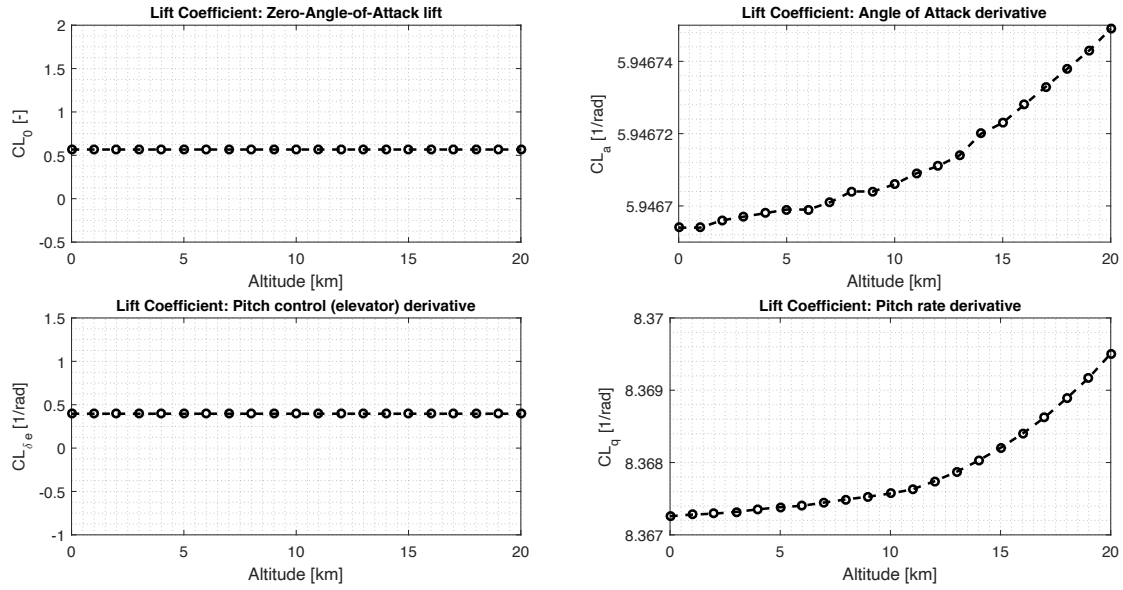 Lift Coefficient: Zero-Angle-of-Attack lift
2
1.5
1
0.5
0
-0.5
CL0 [-]
0 5 10 15 20
Altitude [km]
Lift Coefficient: Angle of Attack derivative
5.94674
5.94672
5.9467
CLa [1/rad]
0 5 10 15 20
Altitude [km]
Lift Coefficient: Pitch control (elevator) derivative
1.5
1
0.5
0
-0.5
-1
CLδ e [1/rad]
0 5 10 15 20
Altitude [km]
Lift Coefficient: Pitch rate derivative
8.37
8.369
8.368
8.367
CLq [1/rad]
0 5 10 15 20
Altitude [km]